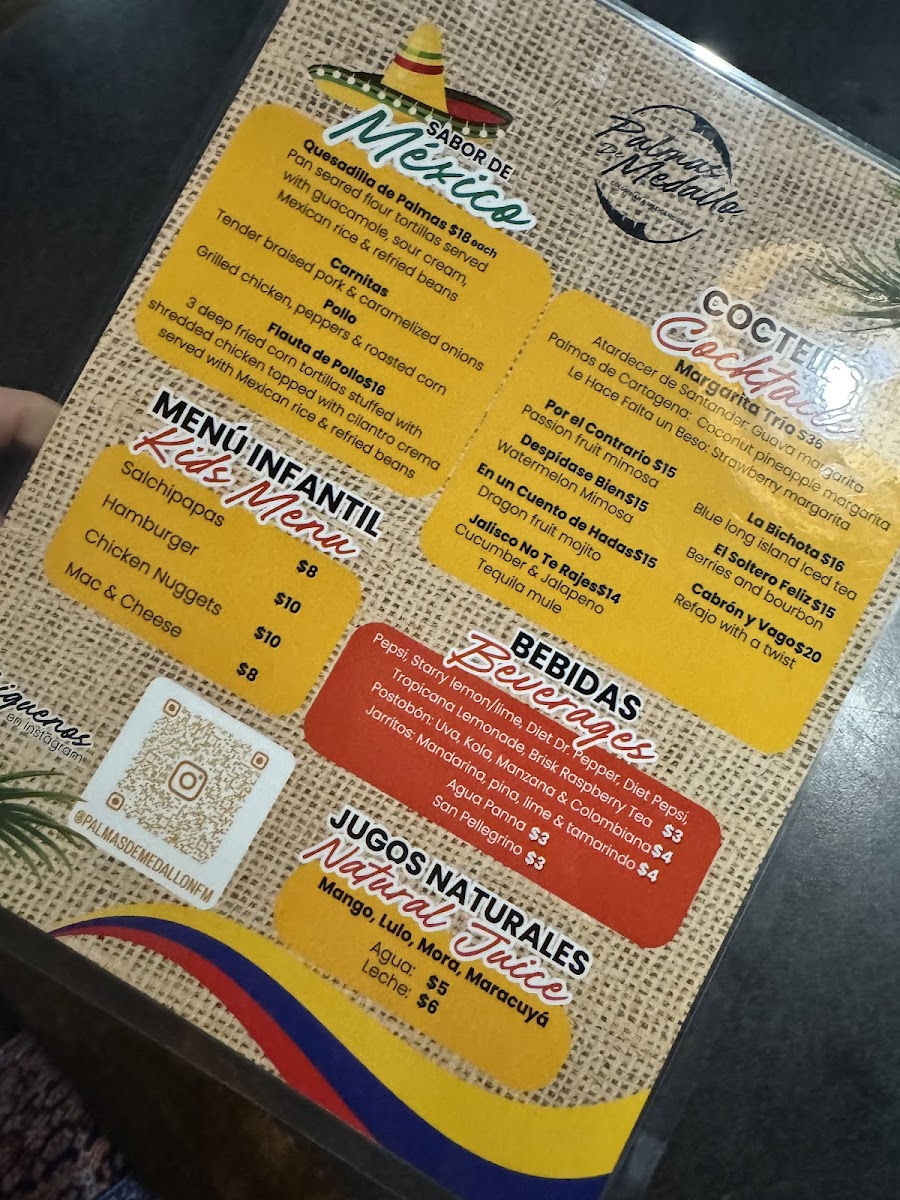 SABOR DE
México
Quesadilla de Palmas $18 each
Pan seared flour tortillas served
with guacamole, sour cream,
Mexican rice & refried beans
Carnitas
Tender braised pork & caramelized onions
Pollo
Grilled chicken, peppers & roasted corn
Flauta de Pollo$16
3 deep fried corn tortillas stuffed with
shredded chicken topped with cilantro crema
served with Mexican rice & refried beans
MENÚ INFANTIL
Kids Menu
Salchipapas $8
Hamburger $10
Chicken Nuggets $10
Mac & Cheese $8
en Instagram
@PALMASDEMEDALLONFM
Palmas
De Medallo
COCTELES
Cocktails
Margarita Trio $36
Atardecer de Santander: Guava margarita
Palmas de Cartagena: Coconut pineapple margarita
Le Hace Falta un Beso: Strawberry margarita
Por el Contrario $15
Passion fruit mimosa
Despídase Bien$15
Watermelon Mimosa
En un Cuento de Hadas$15
Dragon fruit mojito
Jalisco No Te Rajes$14
Cucumber & Jalapeno
Tequila mule
La Bichota $16
Blue long island Iced tea
El Soltero Feliz $15
Berries and bourbon
Cabrón y Vago$20
Refajo with a twist
BEBIDAS
Beverages
Pepsi, Starry lemon/lime, Diet Dr. Pepper, Diet Pepsi,
Tropicana Lemonade, Brisk Raspberry Tea $3
Postobón: Uva, Kola, Manzana & Colombiana $4
Jarritos: Mandarina, pina, lime & tamarindo $4
Agua Panna $3
San Pellegrino $3
JUGOS NATURALES
Natural Juice
Mango, Lulo, Mora, Maracuyá
Agua: $5
Leche: $6